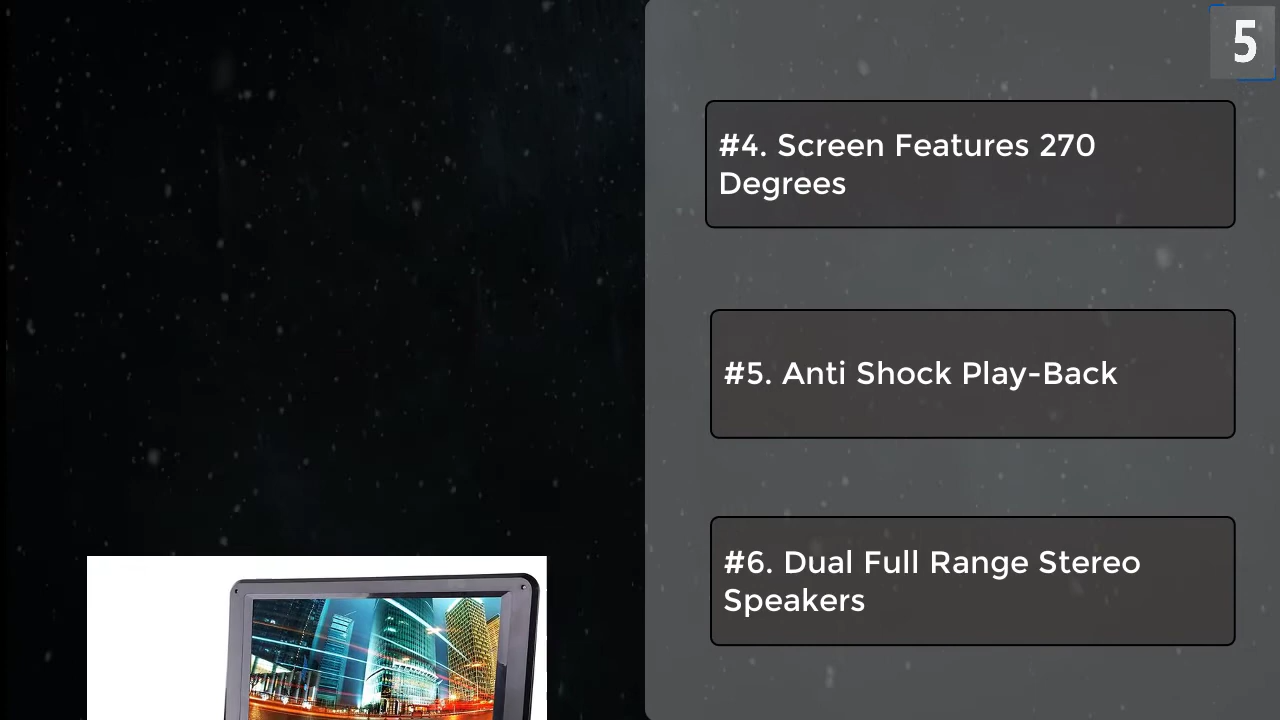 5
#4. Screen Features 270
Degrees
#5. Anti Shock Play-Back
#6. Dual Full Range Stereo
Speakers